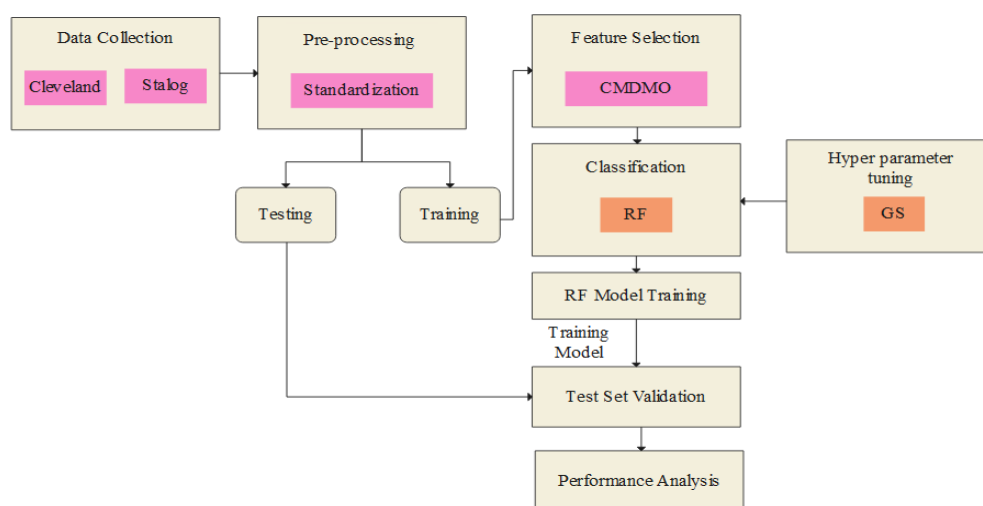 Data Collection
Cleveland
Stalog
Pre-processing
Standardization
Feature Selection
CMDMO
Testing
Training
Classification
RF
Hyper parameter
tuning
GS
RF Model Training
Training
Model
Test Set Validation
Performance Analysis